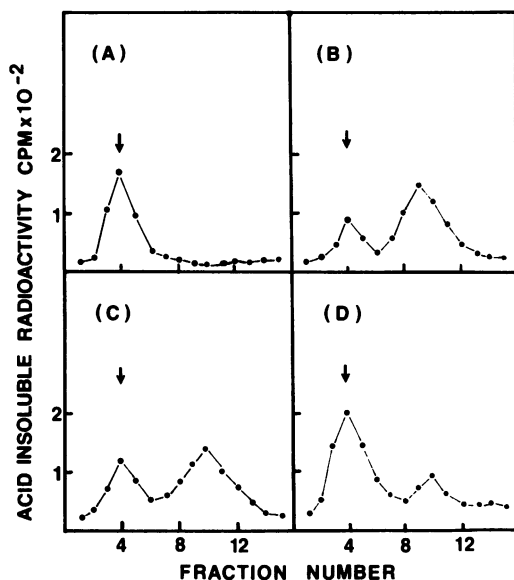 ACID INSOLUBLE RADIOACTIVITY CPM x 10-2
(A)
(B)
2
1
(C)
(D)
2
1
4 8 12 4 8 12
FRACTION NUMBER